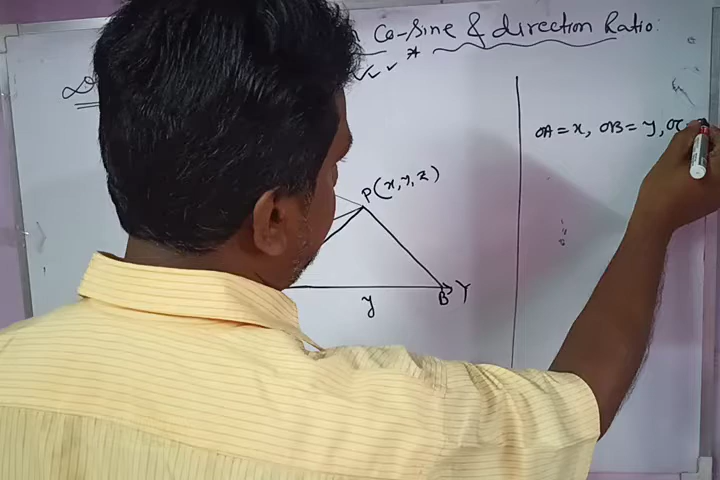 Co-sine & direction Ratio:
OA = x, OB = y, OC =
P(x, y, z)
B Y
y